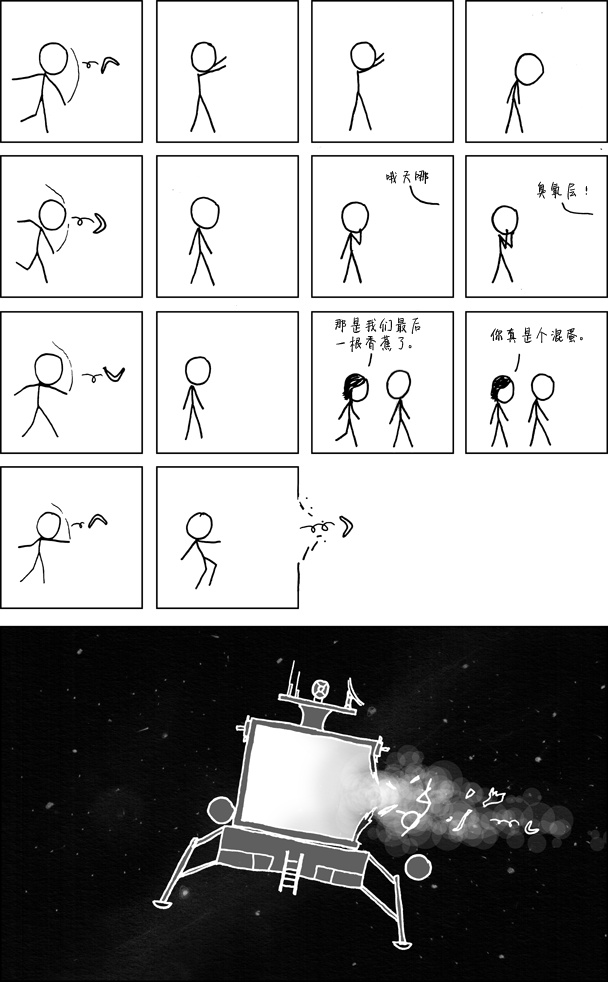 哦天哪
臭氧层！
那是我们最后
一根香蕉了。
你真是个混蛋。